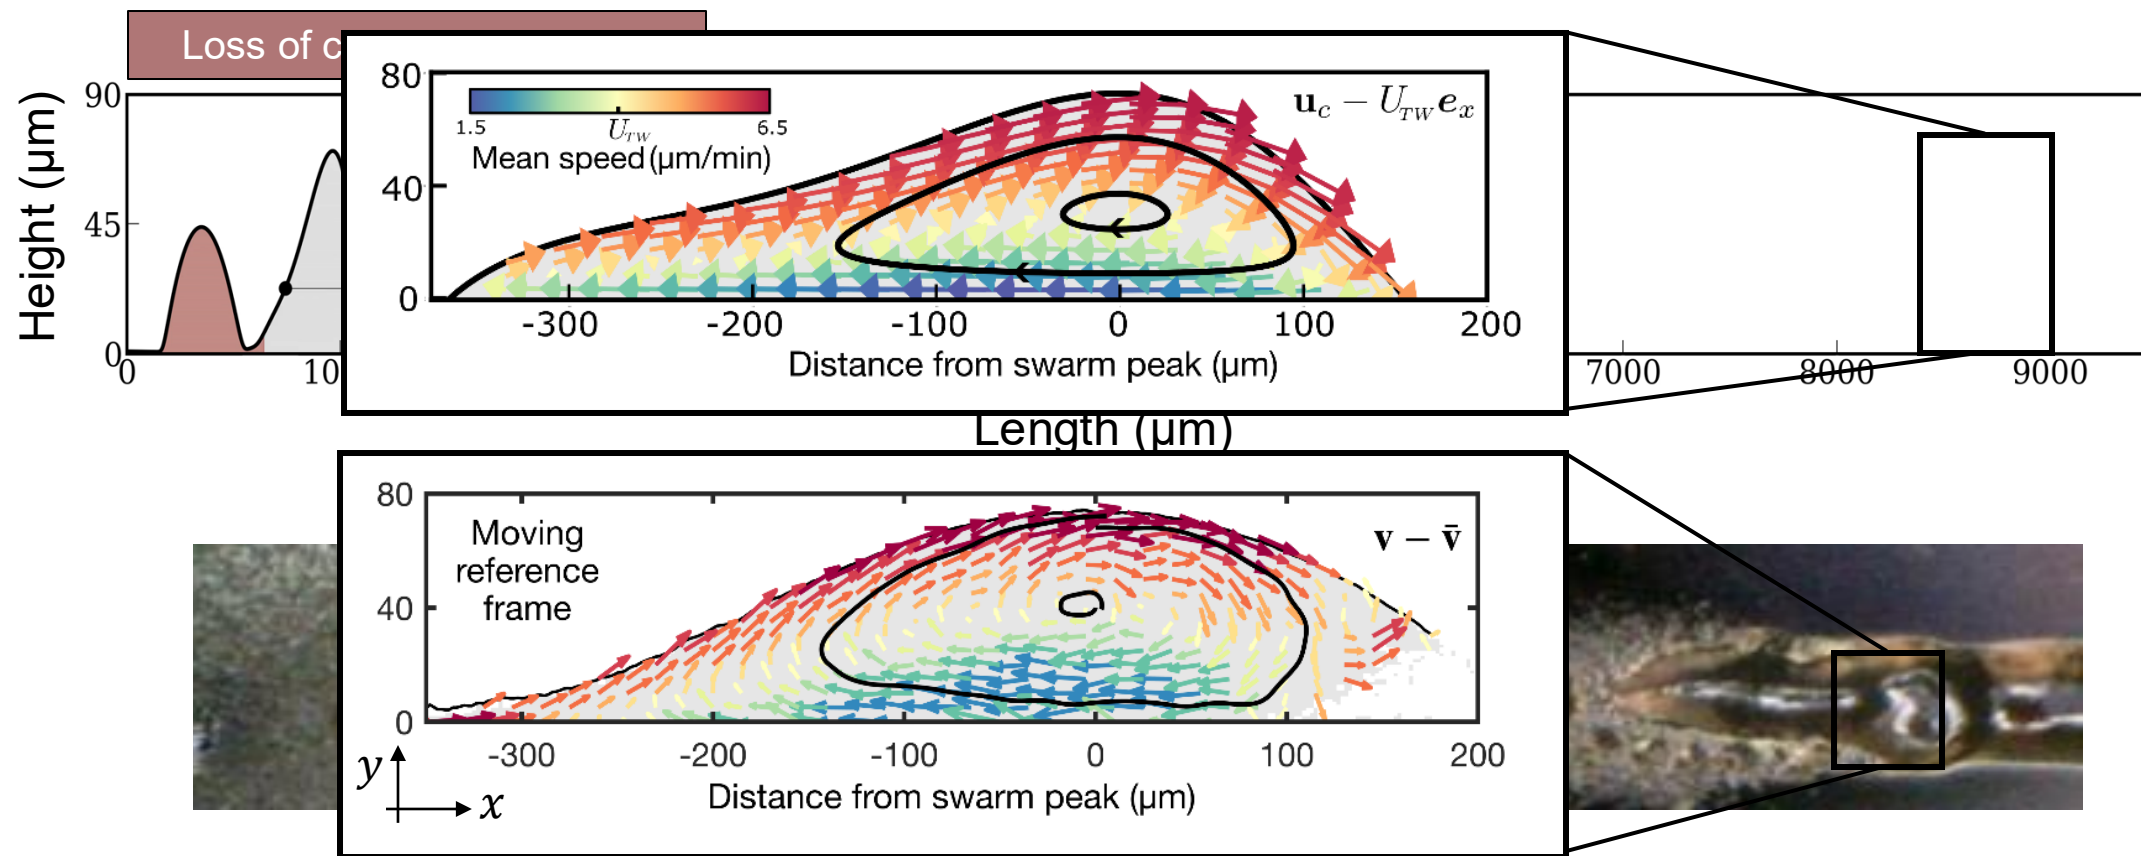 Loss of c
Height (µm)
90
45
0
0
10
7000
8000
9000
Length (µm)
80
40
0
1.5
U_TW
6.5
Mean speed (µm/min)
u_c − U_TW e_x
-300
-200
-100
0
100
200
Distance from swarm peak (µm)
80
40
0
Moving
reference
frame
v − v̄
-300
-200
-100
0
100
200
Distance from swarm peak (µm)
y
x